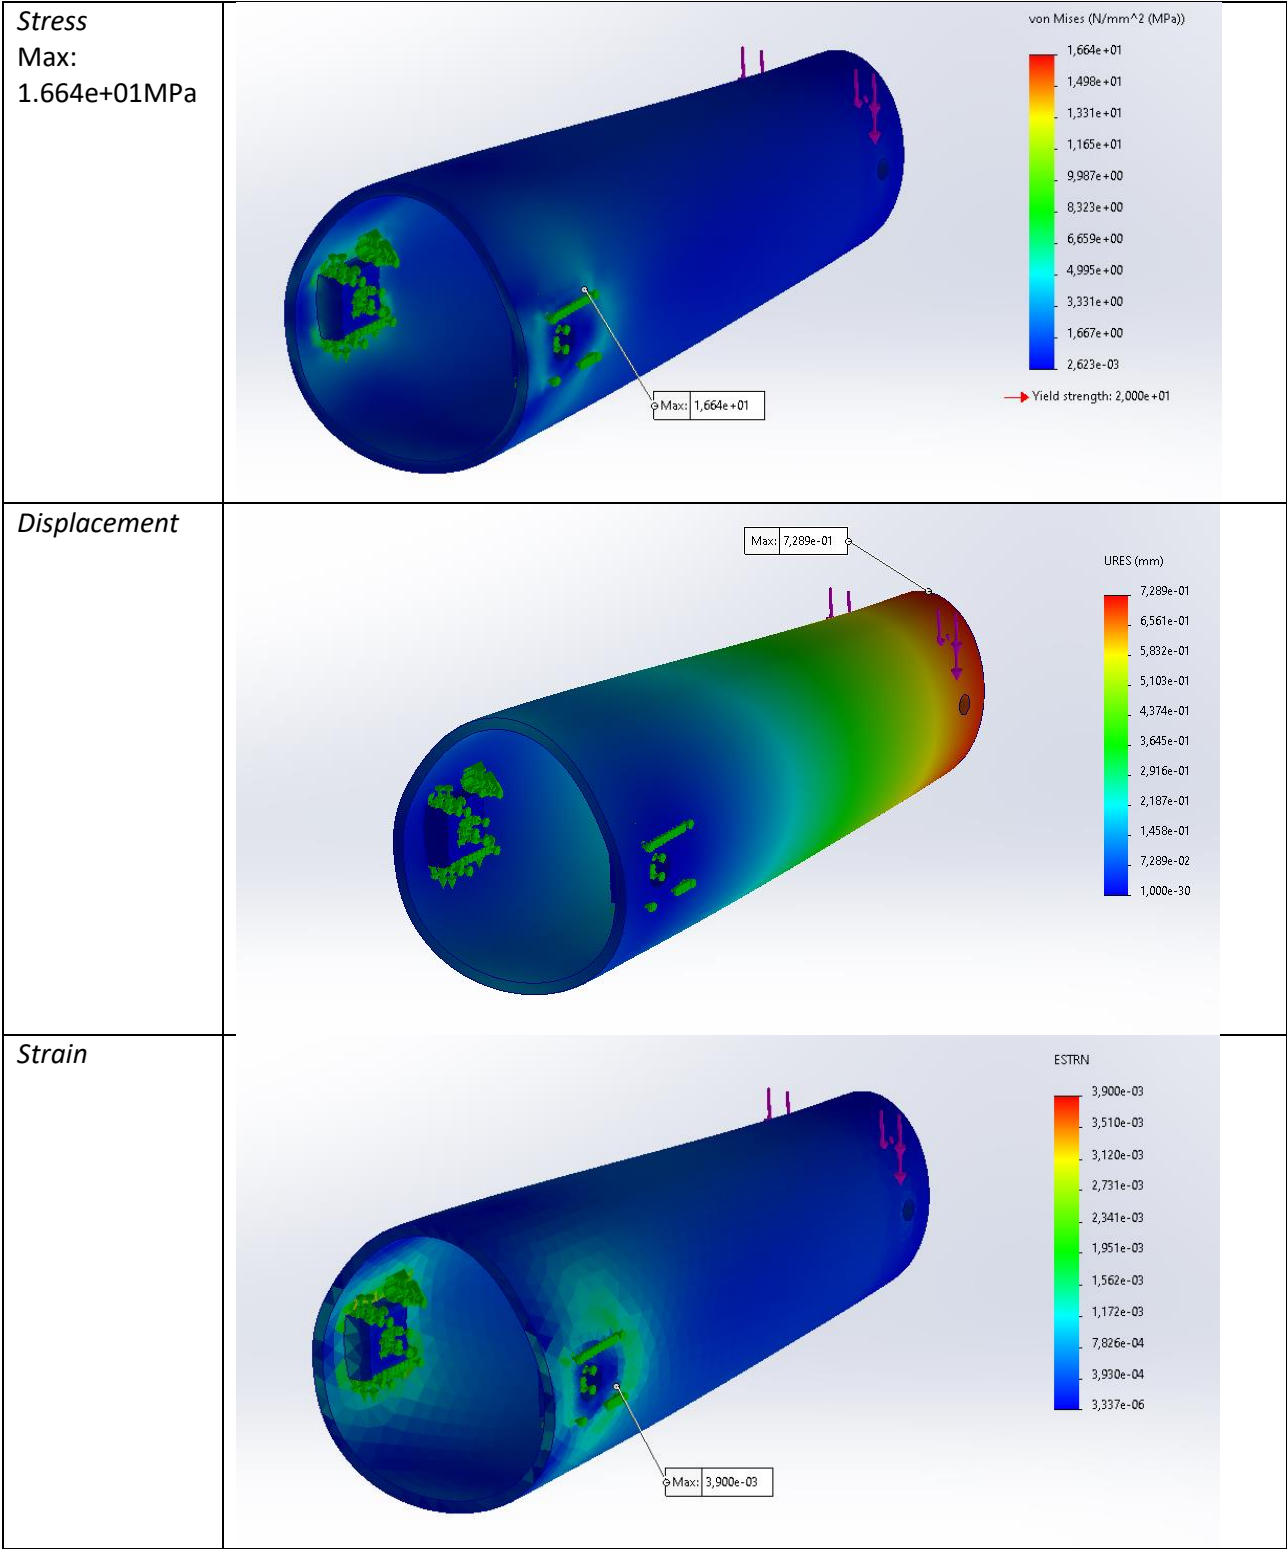 Stress
Max:
1.664e+01MPa
von Mises (N/mm^2 (MPa))
1,664e+01
1,498e+01
1,331e+01
1,165e+01
9,987e+00
8,323e+00
6,659e+00
4,995e+00
3,331e+00
1,667e+00
2,623e-03
Yield strength: 2,000e+01
Max: 1,664e+01
Displacement
Max: 7,289e-01
URES (mm)
7,289e-01
6,561e-01
5,832e-01
5,103e-01
4,374e-01
3,645e-01
2,916e-01
2,187e-01
1,458e-01
7,289e-02
1,000e-30
Strain
ESTRN
3,900e-03
3,510e-03
3,120e-03
2,731e-03
2,341e-03
1,951e-03
1,562e-03
1,172e-03
7,826e-04
3,930e-04
3,337e-06
Max: 3,900e-03